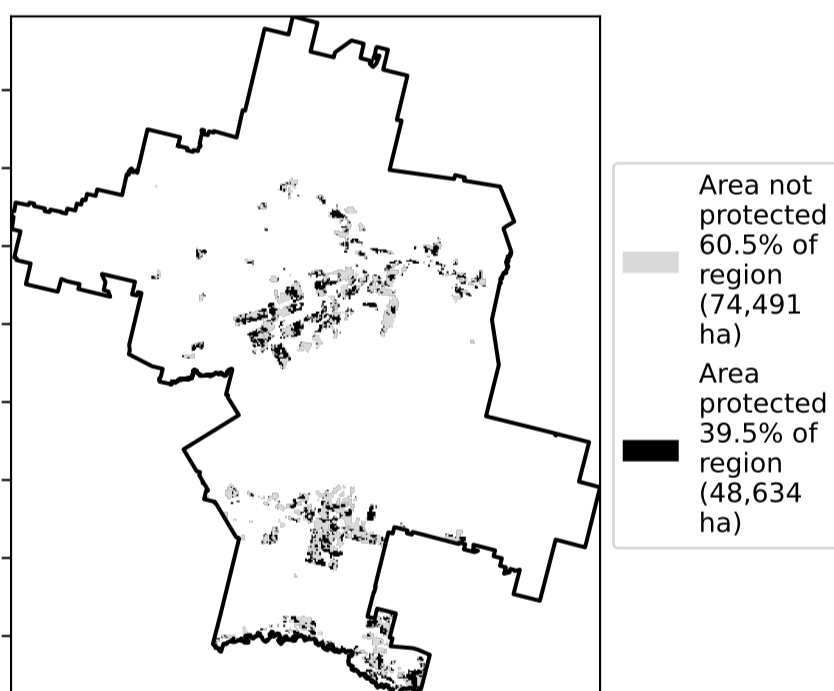 Area not
protected
60.5% of
region
(74,491
ha)
Area
protected
39.5% of
region
(48,634
ha)